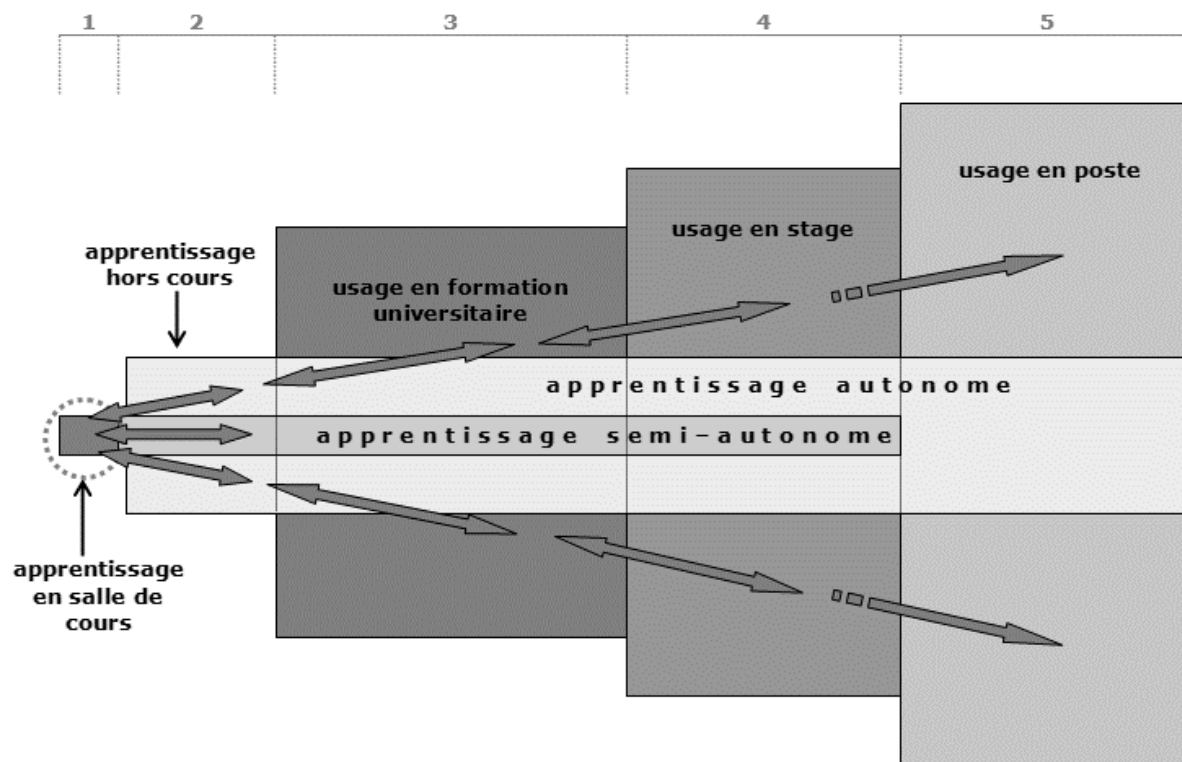 1 2 3 4 5
usage en poste
usage en stage
apprentissage
hors cours
usage en formation
universitaire
apprentissage autonome
apprentissage semi-autonome
apprentissage
en salle de
cours